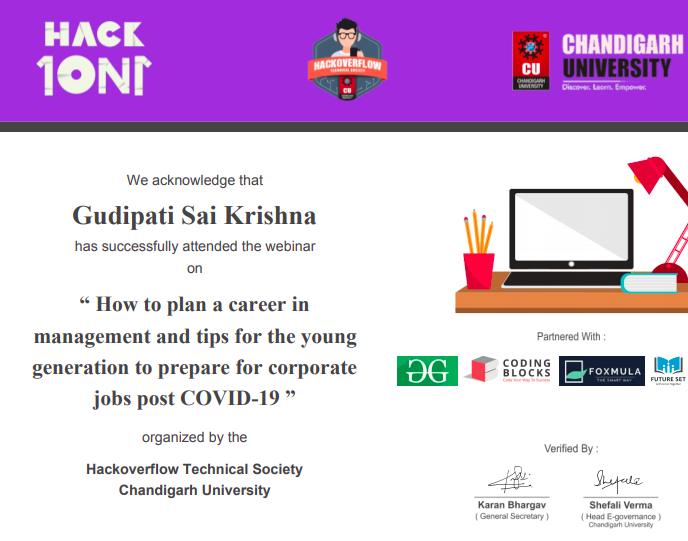 HACK
10N1
HACKOVERFLOW
TECHNICAL SOCIETY
CU
CU
CHANDIGARH
UNIVERSITY
CHANDIGARH
UNIVERSITY
Discover. Learn. Empower.
We acknowledge that
Gudipati Sai Krishna
has successfully attended the webinar
on
“ How to plan a career in
management and tips for the young
generation to prepare for corporate
jobs post COVID-19 ”
organized by the
Hackoverflow Technical Society
Chandigarh University
Partnered With :
CODING
BLOCKS
Code Your Way To Success
FOXMULA
THE SMART WAY
FUTURE SET
Verified By :
Karan Bhargav
( General Secretary )
Shefali Verma
( Head E-governance )
Chandigarh University